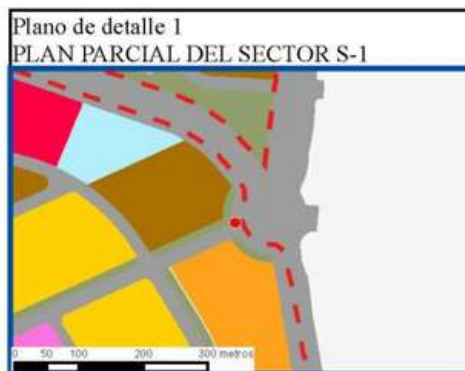 Plano de detalle 1
PLAN PARCIAL DEL SECTOR S-1
0 50 100 200 300 metros